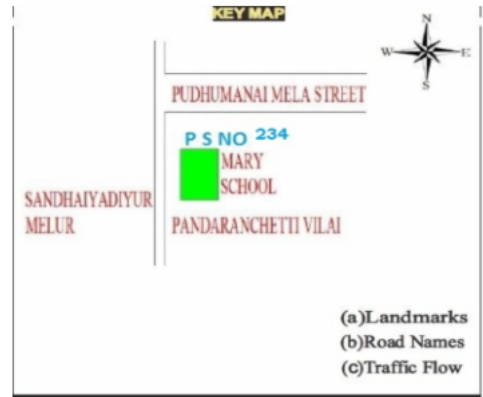 KEY MAP
N
W E
S
PUDHUMANAI MELA STREET
P S NO 234
MARY
SCHOOL
SANDHAIYADIYUR
MELUR
PANDARANCHETTI VILAI
(a)Landmarks
(b)Road Names
(c)Traffic Flow